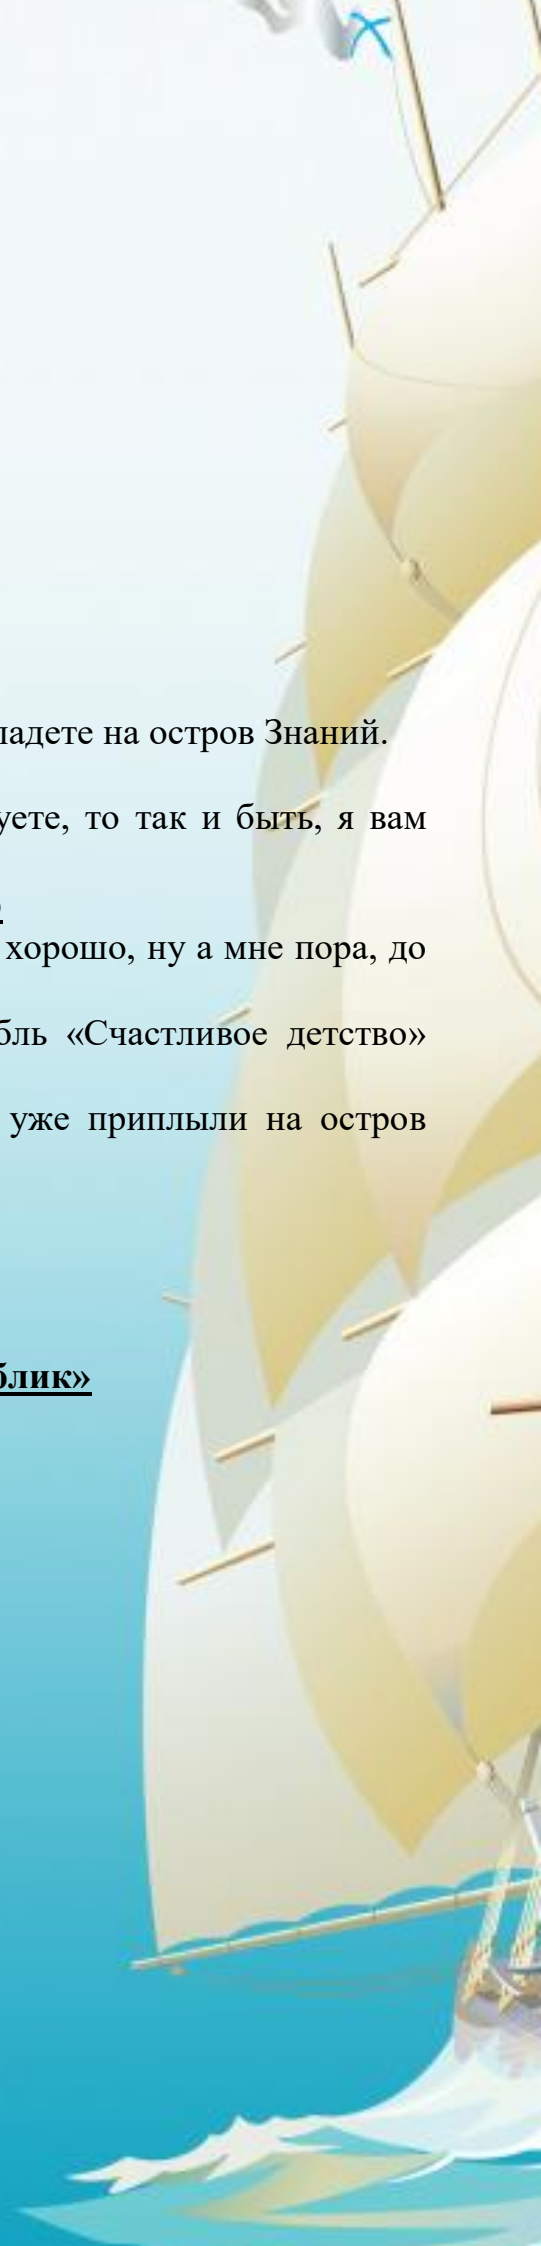 падете на остров Знаний.
уете, то так и быть, я вам
хорошо, ну а мне пора, до
бль «Счастливое детство»
уже приплыли на остров
блик»